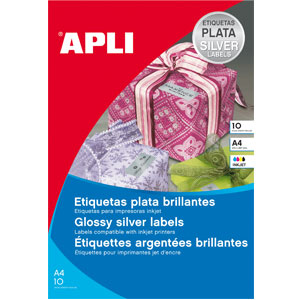 ETIQUETAS
PLATA
SILVER
LABELS
APLI
10
A4
INKJET
Etiquetas plata brillantes
Etiquetas para impresoras inkjet
Glossy silver labels
Labels compatible with inkjet printers
Étiquettes argentées brillantes
Étiquettes pour imprimantes jet d'encre
A4
10